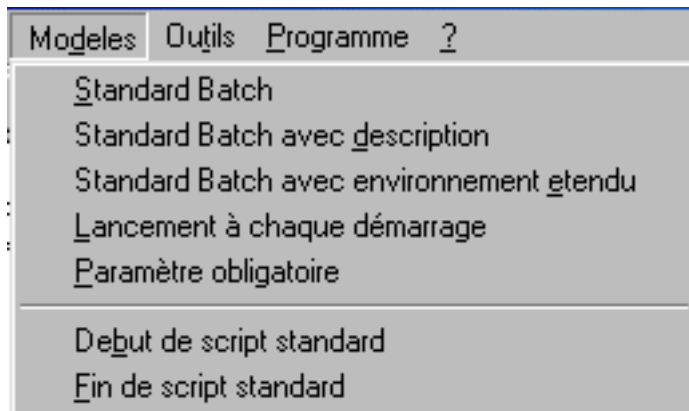 Modeles Outils Programme ?
Standard Batch
Standard Batch avec description
Standard Batch avec environnement etendu
Lancement à chaque démarrage
Paramètre obligatoire
Debut de script standard
Fin de script standard